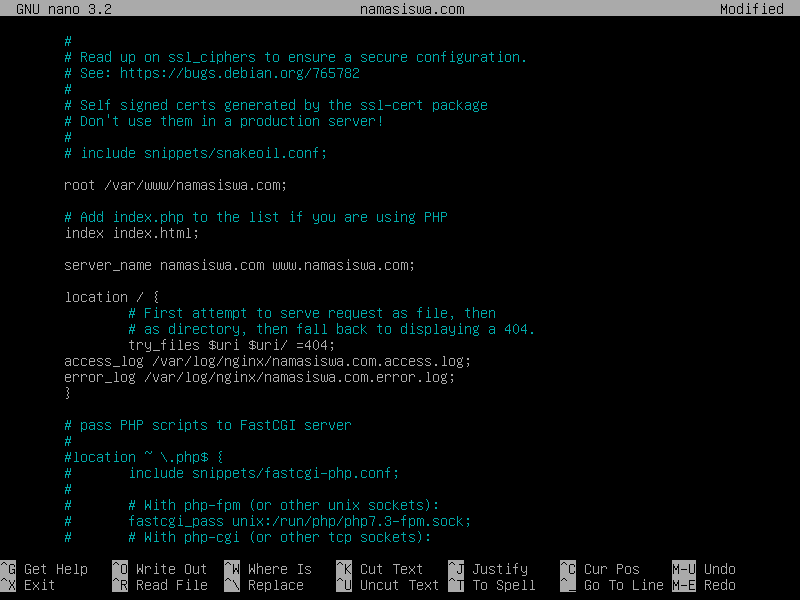 GNU nano 3.2 namasiswa.com Modified
#
# Read up on ssl_ciphers to ensure a secure configuration.
# See: https://bugs.debian.org/765782
#
# Self signed certs generated by the ssl-cert package
# Don't use them in a production server!
#
# include snippets/snakeoil.conf;
root /var/www/namasiswa.com;
# Add index.php to the list if you are using PHP
index index.html;
server_name namasiswa.com www.namasiswa.com;
location / {
# First attempt to serve request as file, then
# as directory, then fall back to displaying a 404.
try_files $uri $uri/ =404;
access_log /var/log/nginx/namasiswa.com.access.log;
error_log /var/log/nginx/namasiswa.com.error.log;
}
# pass PHP scripts to FastCGI server
#
#location ~ \.php$ {
# include snippets/fastcgi-php.conf;
#
# # With php-fpm (or other unix sockets):
# fastcgi_pass unix:/run/php/php7.3-fpm.sock;
# # With php-cgi (or other tcp sockets):
^G Get Help ^O Write Out ^W Where Is ^K Cut Text ^J Justify ^C Cur Pos M-U Undo
^X Exit ^R Read File ^\ Replace ^U Uncut Text ^T To Spell ^_ Go To Line M-E Redo